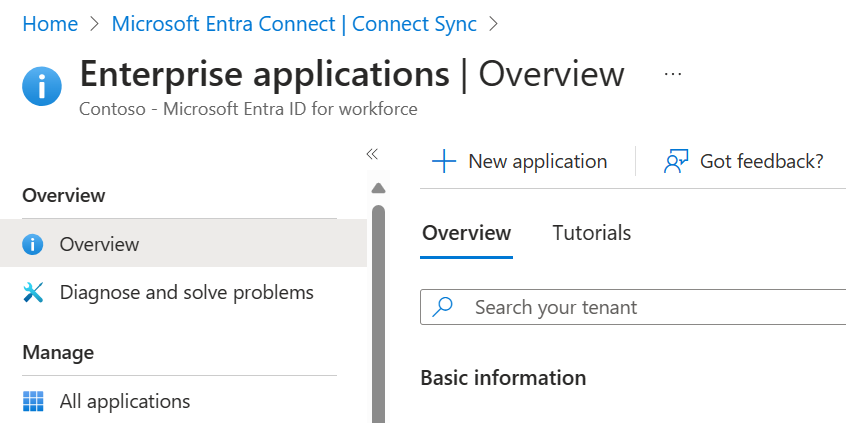 Home > Microsoft Entra Connect | Connect Sync >
Enterprise applications | Overview ...
Contoso - Microsoft Entra ID for workforce
Overview
Overview
Diagnose and solve problems
Manage
All applications
New application
Got feedback?
Overview Tutorials
Search your tenant
Basic information